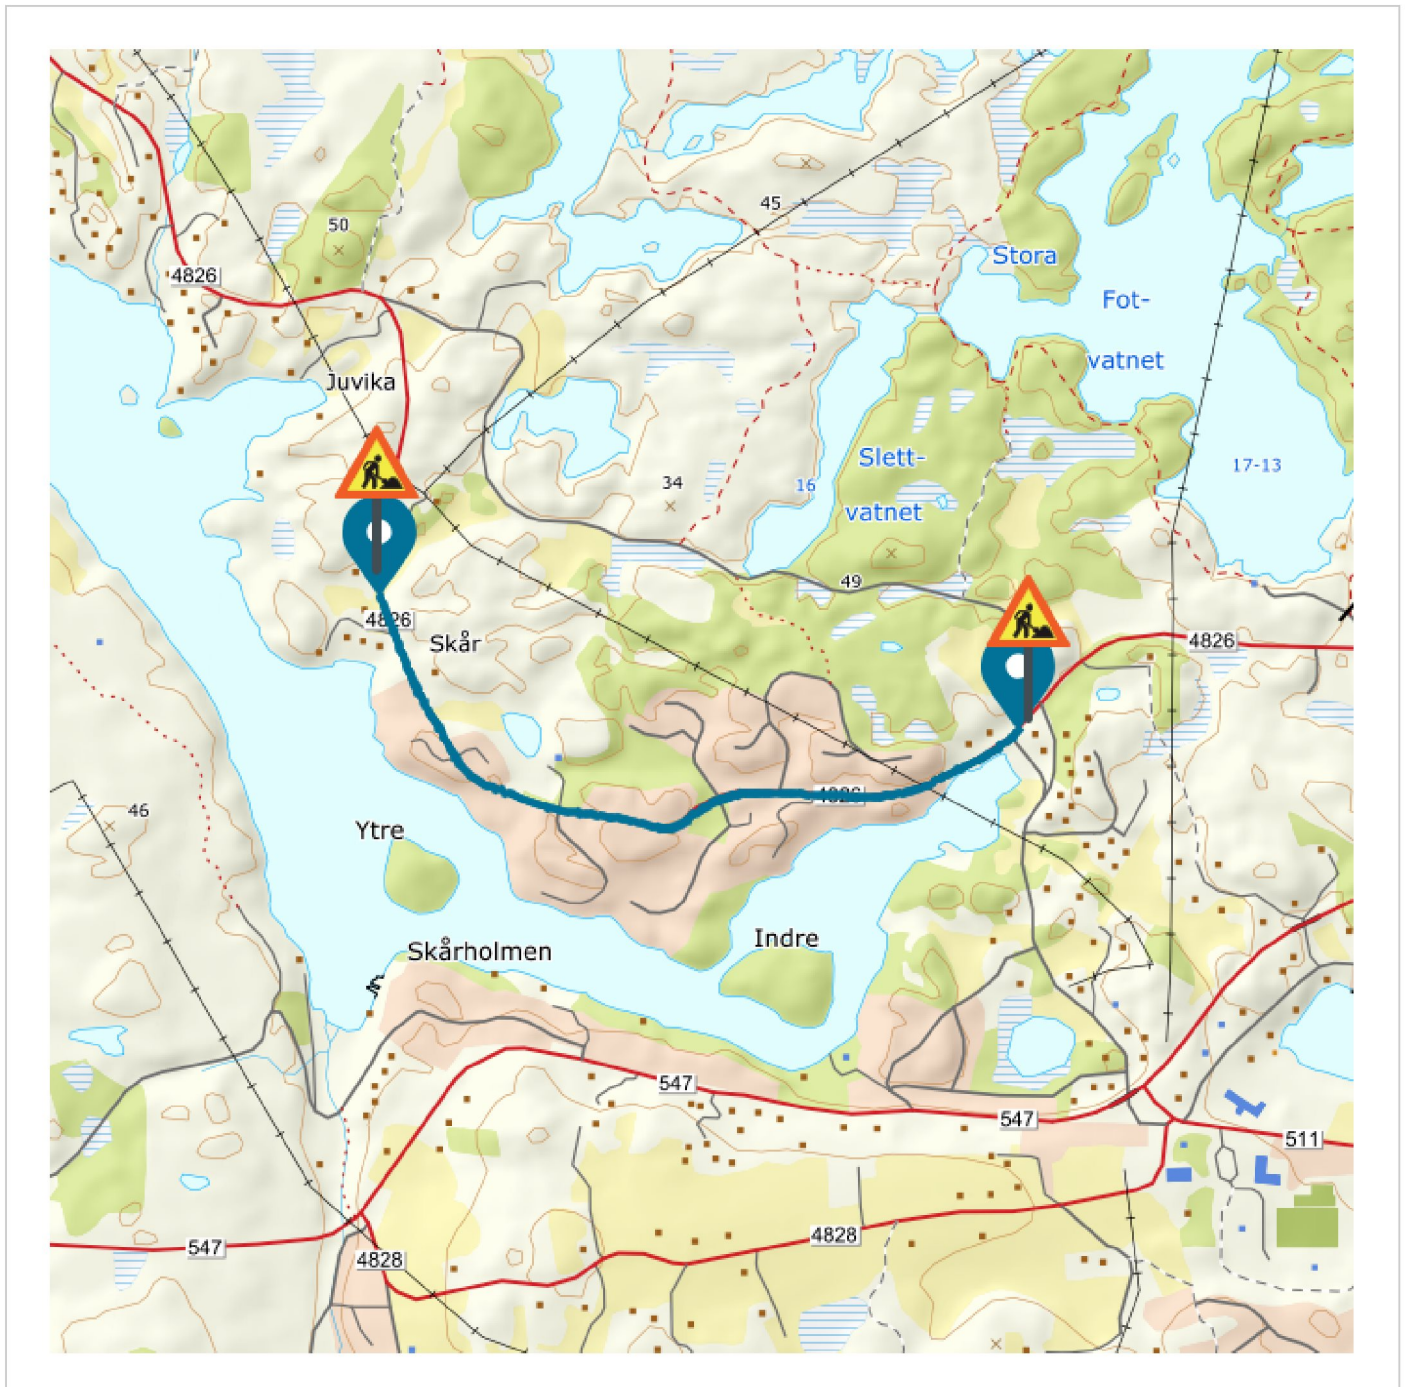 45
50
Stora
4826
Fot-
vatnet
Juvika
Slett-
17-13
34
16
vatnet
49
4826
Skår
4826
4826
46
Ytre
Indre
Skårholmen
547
547
511
4828
547
4828